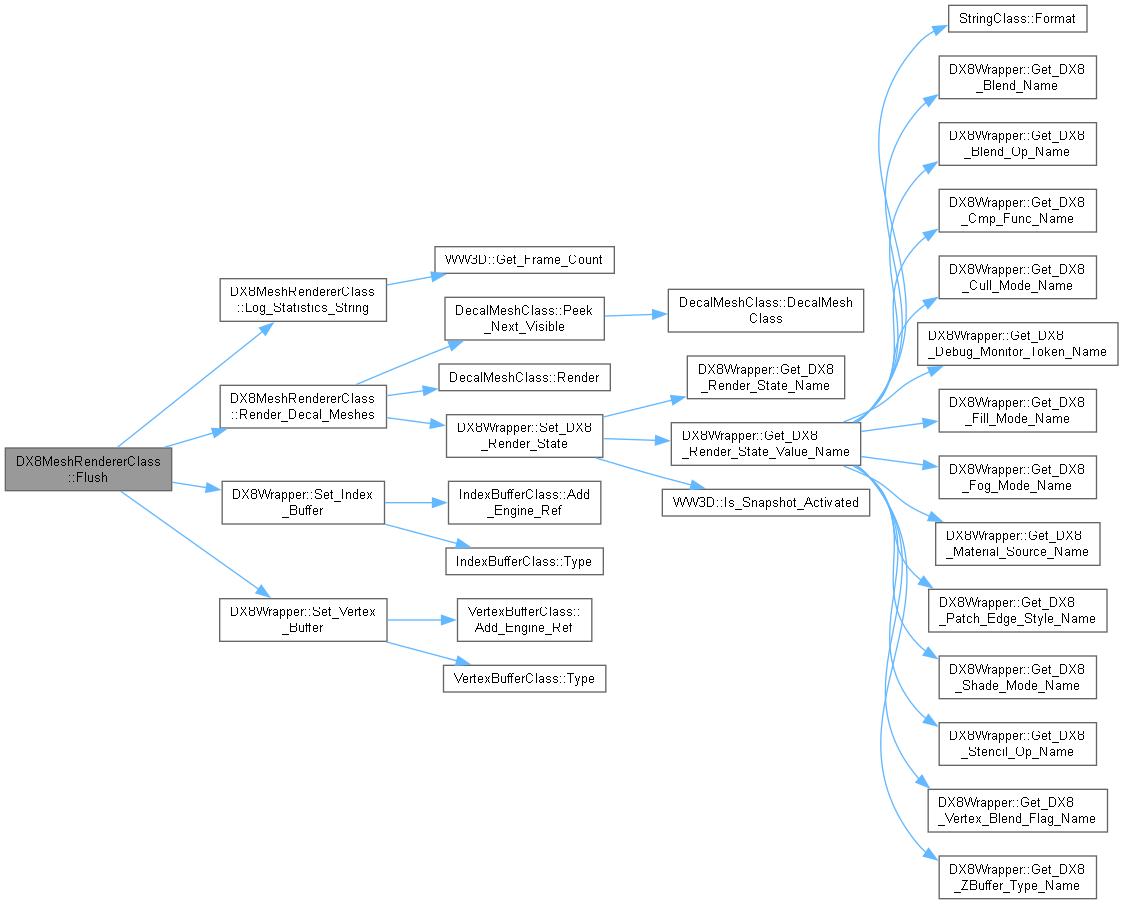 DX8MeshRendererClass
::Flush
DX8MeshRendererClass
::Log_Statistics_String
WW3D::Get_Frame_Count
DX8MeshRendererClass
::Render_Decal_Meshes
DecalMeshClass::Peek
_Next_Visible
DecalMeshClass::DecalMesh
Class
DecalMeshClass::Render
DX8Wrapper::Set_DX8
_Render_State
DX8Wrapper::Get_DX8
_Render_State_Name
DX8Wrapper::Get_DX8
_Render_State_Value_Name
WW3D::Is_Snapshot_Activated
StringClass::Format
DX8Wrapper::Get_DX8
_Blend_Name
DX8Wrapper::Get_DX8
_Blend_Op_Name
DX8Wrapper::Get_DX8
_Cmp_Func_Name
DX8Wrapper::Get_DX8
_Cull_Mode_Name
DX8Wrapper::Get_DX8
_Debug_Monitor_Token_Name
DX8Wrapper::Get_DX8
_Fill_Mode_Name
DX8Wrapper::Get_DX8
_Fog_Mode_Name
DX8Wrapper::Get_DX8
_Material_Source_Name
DX8Wrapper::Get_DX8
_Patch_Edge_Style_Name
DX8Wrapper::Get_DX8
_Shade_Mode_Name
DX8Wrapper::Get_DX8
_Stencil_Op_Name
DX8Wrapper::Get_DX8
_Vertex_Blend_Flag_Name
DX8Wrapper::Get_DX8
_ZBuffer_Type_Name
DX8Wrapper::Set_Index
_Buffer
IndexBufferClass::Add
_Engine_Ref
IndexBufferClass::Type
DX8Wrapper::Set_Vertex
_Buffer
VertexBufferClass::
Add_Engine_Ref
VertexBufferClass::Type